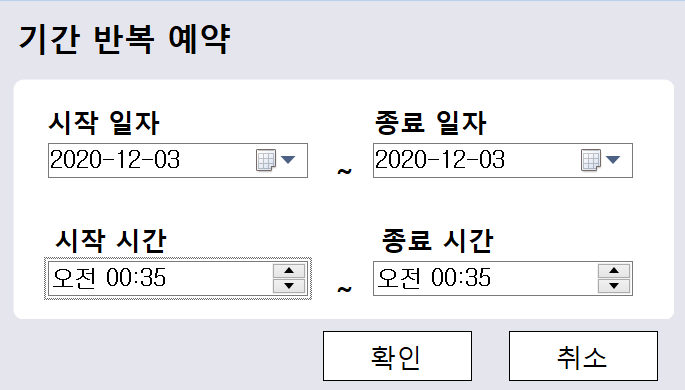 기간 반복 예약
시작 일자 종료 일자
2020-12-03 ~ 2020-12-03
시작 시간 종료 시간
오전 00:35 ~ 오전 00:35
확인 취소